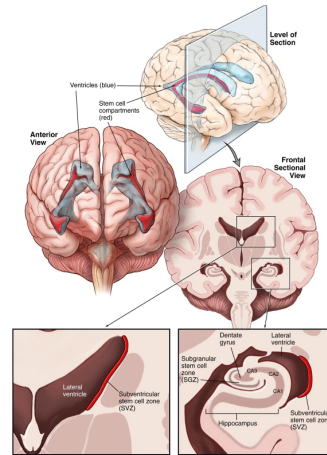 Level of
Section
Ventricles (blue)
Stem cell
compartments
(red)
Anterior
View
Frontal
Sectional
View
Lateral
ventricle
Subventricular
stem cell zone
(SVZ)
Dentate
gyrus
Lateral
ventricle
Subgranular
stem cell
zone
(SGZ)
CA3
CA2
CA1
Hippocampus
Subventricular
stem cell zone
(SVZ)